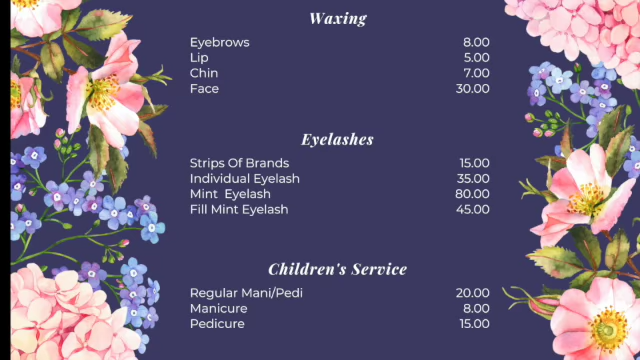 Waxing
Eyebrows 8.00
Lip 5.00
Chin 7.00
Face 30.00
Eyelashes
Strips Of Brands 15.00
Individual Eyelash 35.00
Mint Eyelash 80.00
Fill Mint Eyelash 45.00
Children's Service
Regular Mani/Pedi 20.00
Manicure 8.00
Pedicure 15.00